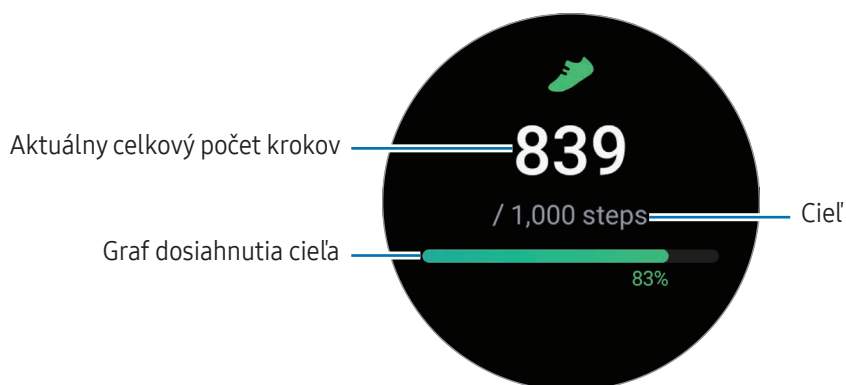 Aktuálny celkový počet krokov
839
/ 1,000 steps
Cieľ
Graf dosiahnutia cieľa
83%